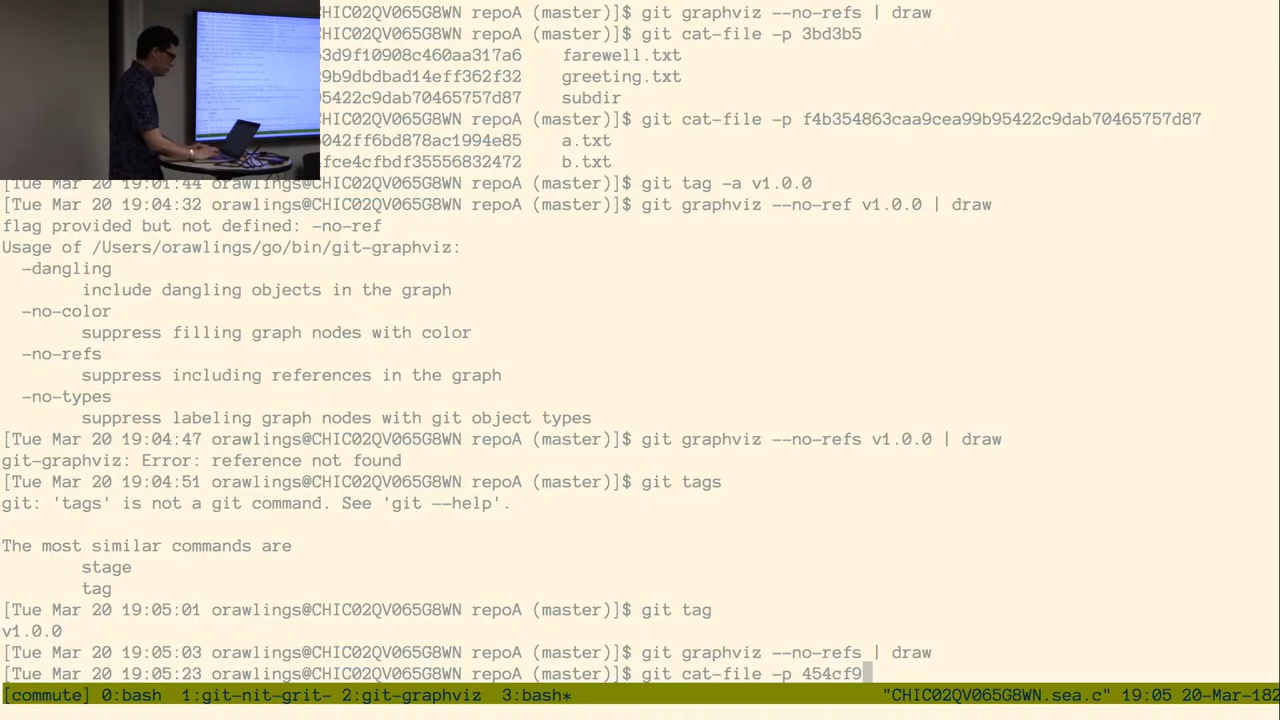 CHIC02QV065G8WN repoA (master)]$ git graphviz --no-refs | draw
CHIC02QV065G8WN repoA (master)]$ git cat-file -p 3bd3b5
farewell.txt
29b9dbdebd14eff362f32 greeting.txt
95422c9dab70465757d87 subdir
CHIC02QV065G8WN repoA (master)]$ git cat-file -p f4b354863caa9cea99b95422c9dab70465757d87
0042ff6bd878ac1994e85 a.txt
1fce4cfbdf35556832472 b.txt
[Tue Mar 20 19:01:44 orawlings@CHIC02QV065G8WN repoA (master)]$ git tag -a v1.0.0
[Tue Mar 20 19:04:32 orawlings@CHIC02QV065G8WN repoA (master)]$ git graphviz --no-ref v1.0.0 | draw
flag provided but not defined: -no-ref
Usage of /Users/orawlings/go/bin/git-graphviz:
-dangling
include dangling objects in the graph
-no-color
suppress filling graph nodes with color
-no-refs
suppress including references in the graph
-no-types
suppress labeling graph nodes with git object types
[Tue Mar 20 19:04:47 orawlings@CHIC02QV065G8WN repoA (master)]$ git graphviz --no-refs v1.0.0 | draw
git-graphviz: Error: reference not found
[Tue Mar 20 19:04:51 orawlings@CHIC02QV065G8WN repoA (master)]$ git tags
git: 'tags' is not a git command. See 'git --help'.
The most similar commands are
stage
tag
[Tue Mar 20 19:05:01 orawlings@CHIC02QV065G8WN repoA (master)]$ git tag
v1.0.0
[Tue Mar 20 19:05:03 orawlings@CHIC02QV065G8WN repoA (master)]$ git graphviz --no-refs | draw
[Tue Mar 20 19:05:23 orawlings@CHIC02QV065G8WN repoA (master)]$ git cat-file -p 454cf9
[commute] 0:bash 1:git-nit-grit- 2:git-graphviz 3:bash* "CHIC02QV065G8WN.sea.c" 19:05 20-Mar-182